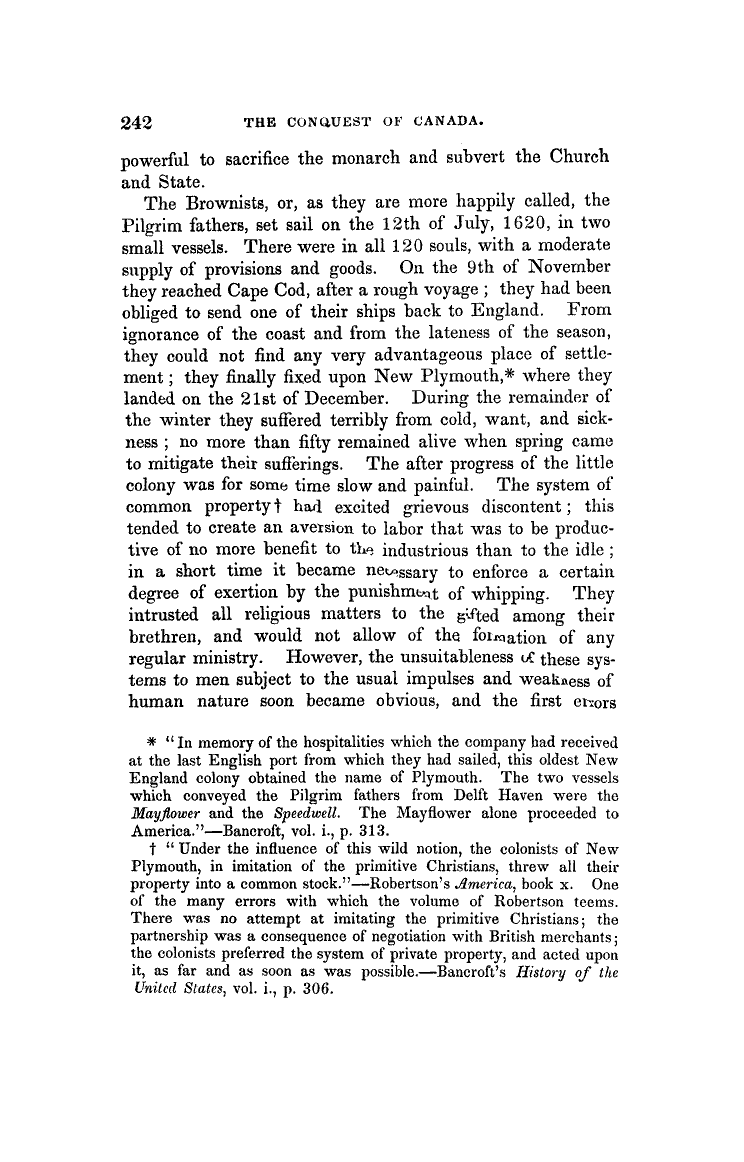 242 THE CONQUEST OF CANADA.
powerful to sacrifice the monarch and subvert the Church
and State.
The Brownists, or, as they are more happily called, the
Pilgrim fathers, set sail on the 12th of July, 1620, in two
small vessels. There were in all 120 souls, with a moderate
supply of provisions and goods. On the 9th of November
they reached Cape Cod, after a rough voyage ; they had been
obliged to send one of their ships back to England. From
ignorance of the coast and from the lateness of the season,
they could not find any very advantageous place of settle-
ment ; they finally fixed upon New Plymouth,* where they
landed on the 21st of December. During the remainder of
the winter they suffered terribly from cold, want, and sick-
ness ; no more than fifty remained alive when spring came
to mitigate their sufferings. The after progress of the little
colony was for some time slow and painful. The system of
common property† had excited grievous discontent ; this
tended to create an aversion to labor that was to be produc-
tive of no more benefit to the industrious than to the idle ;
in a short time it became necessary to enforce a certain
degree of exertion by the punishment of whipping. They
intrusted all religious matters to the gifted among their
brethren, and would not allow of the formation of any
regular ministry. However, the unsuitableness of these sys-
tems to men subject to the usual impulses and weakness of
human nature soon became obvious, and the first errors
* “In memory of the hospitalities which the company had received
at the last English port from which they had sailed, this oldest New
England colony obtained the name of Plymouth. The two vessels
which conveyed the Pilgrim fathers from Delft Haven were the
Mayflower and the Speedwell. The Mayflower alone proceeded to
America.”—Bancroft, vol. i., p. 313.
† “Under the influence of this wild notion, the colonists of New
Plymouth, in imitation of the primitive Christians, threw all their
property into a common stock.”—Robertson's America, book x. One
of the many errors with which the volume of Robertson teems.
There was no attempt at imitating the primitive Christians; the
partnership was a consequence of negotiation with British merchants;
the colonists preferred the system of private property, and acted upon
it, as far and as soon as was possible.—Bancroft's History of the
United States, vol. i., p. 306.